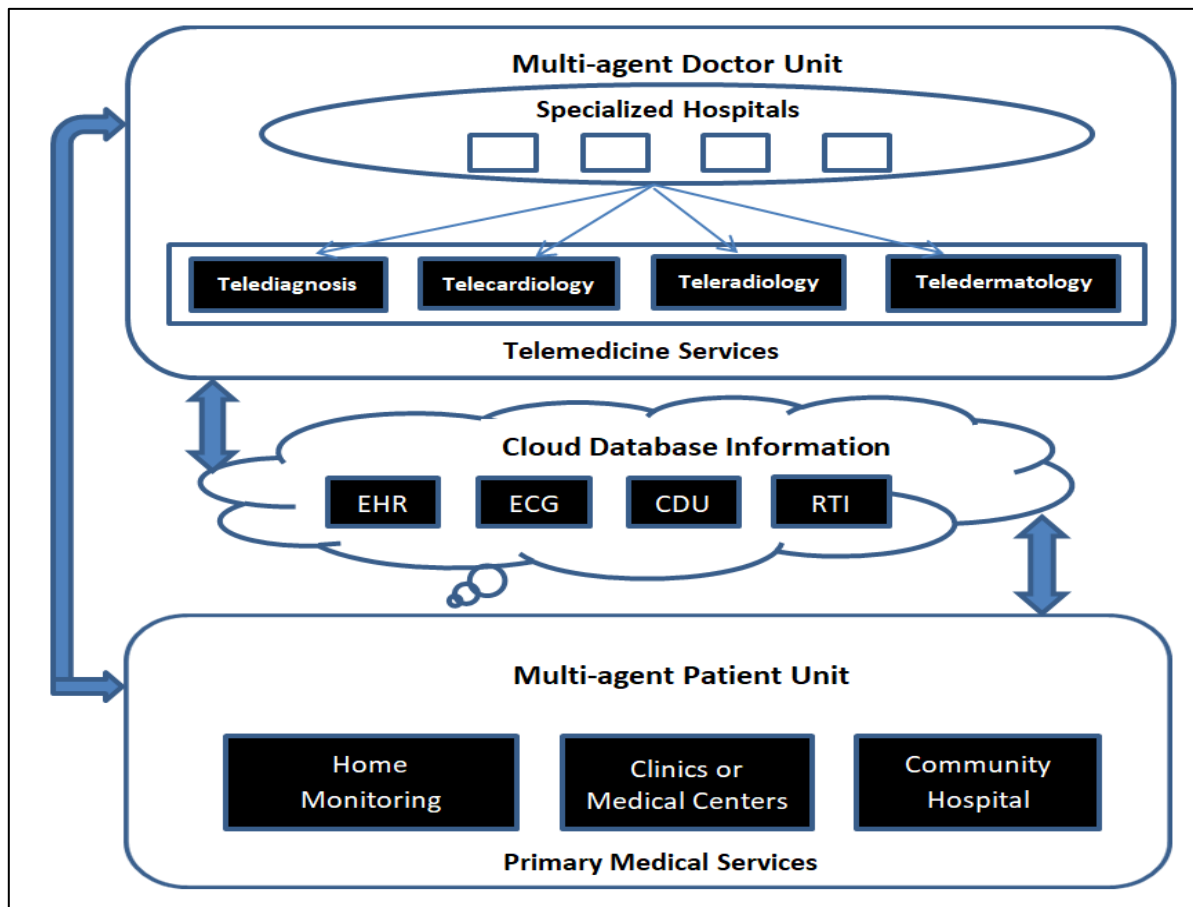 Multi-agent Doctor Unit
Specialized Hospitals
Telediagnosis
Telecardiology
Teleradiology
Teledermatology
Telemedicine Services
Cloud Database Information
EHR
ECG
CDU
RTI
Multi-agent Patient Unit
Home
Monitoring
Clinics or
Medical Centers
Community
Hospital
Primary Medical Services